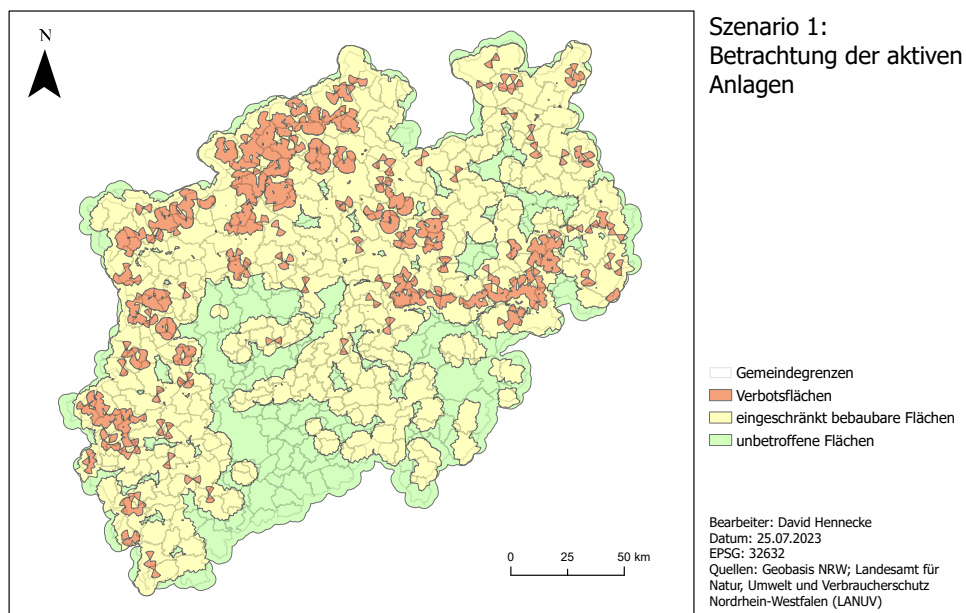 Szenario 1:
Betrachtung der aktiven
Anlagen
N
Gemeindegrenzen
Verbotsflächen
eingeschränkt bebaubare Flächen
unbetroffene Flächen
0 25 50 km
Bearbeiter: David Hennecke
Datum: 25.07.2023
EPSG: 32632
Quellen: Geobasis NRW; Landesamt für
Natur, Umwelt und Verbraucherschutz
Nordrhein-Westfalen (LANUV)